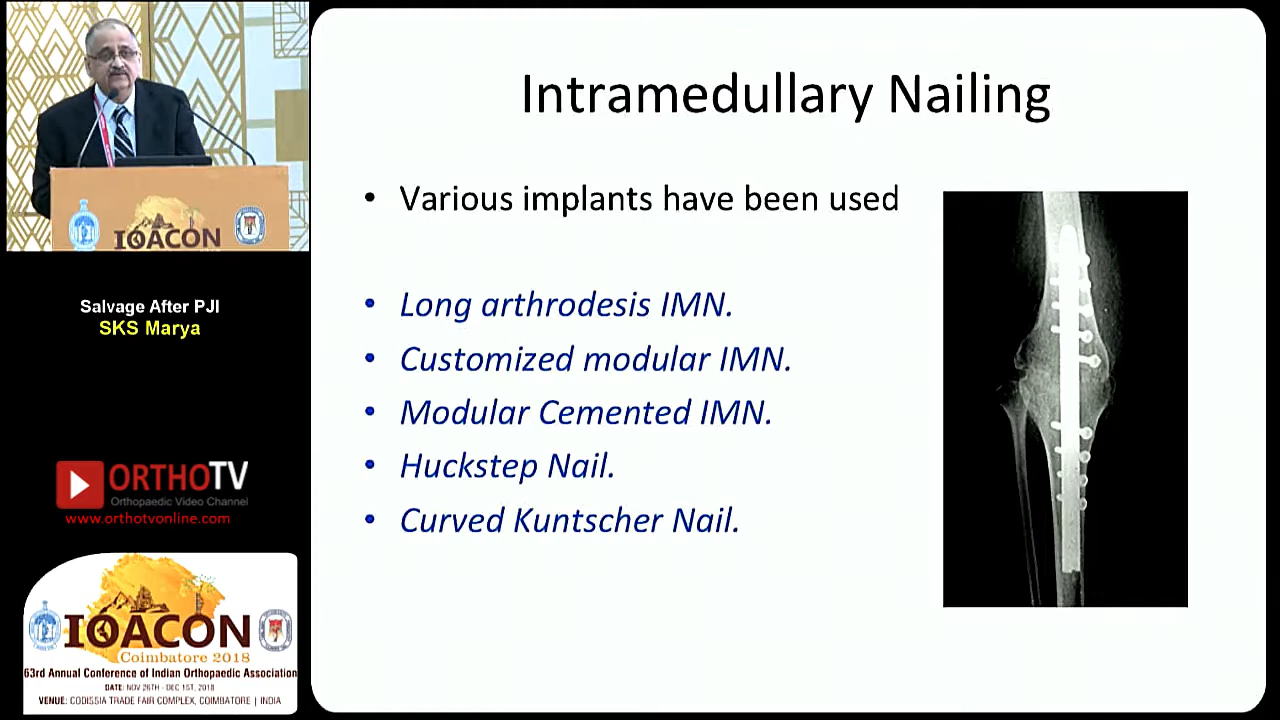 Intramedullary Nailing
• Various implants have been used
• Long arthrodesis IMN.
• Customized modular IMN.
• Modular Cemented IMN.
• Huckstep Nail.
• Curved Kuntscher Nail.
IOACON
Salvage After PJI
SKS Marya
ORTHOTV
Orthopaedic Video Channel
www.orthotvonline.com
IOACON
Coimbatore 2018
63rd Annual Conference of Indian Orthopaedic Association
DATE: NOV 26TH - DEC 1ST, 2018
VENUE: CODISSIA TRADE FAIR COMPLEX, COIMBATORE | INDIA